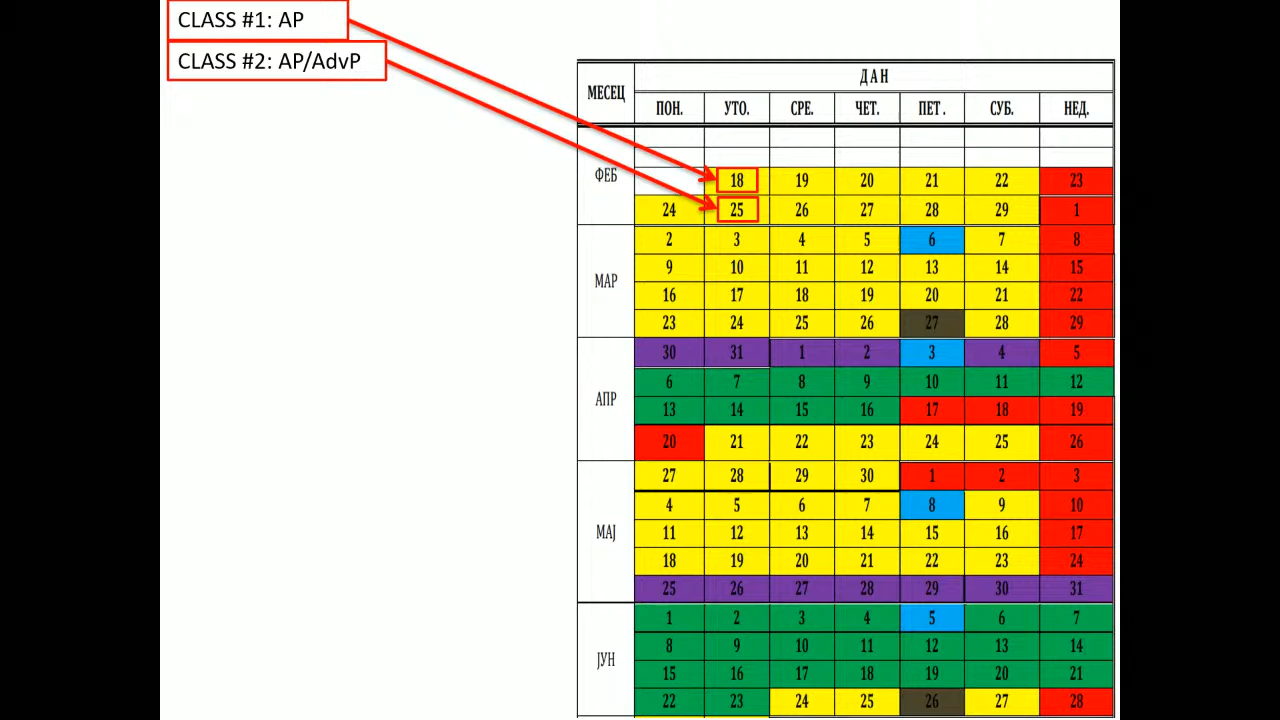 CLASS #1: AP
CLASS #2: AP/AdvP
МЕСЕЦ
ДАН
ПОН. УТО. СРЕ. ЧЕТ. ПЕТ. СУБ. НЕД.
ФЕБ
18 19 20 21 22 23
24 25 26 27 28 29 1
МАР
2 3 4 5 6 7 8
9 10 11 12 13 14 15
16 17 18 19 20 21 22
23 24 25 26 27 28 29
АПР
30 31 1 2 3 4 5
6 7 8 9 10 11 12
13 14 15 16 17 18 19
20 21 22 23 24 25 26
МАЈ
27 28 29 30 1 2 3
4 5 6 7 8 9 10
11 12 13 14 15 16 17
18 19 20 21 22 23 24
25 26 27 28 29 30 31
ЈУН
1 2 3 4 5 6 7
8 9 10 11 12 13 14
15 16 17 18 19 20 21
22 23 24 25 26 27 28